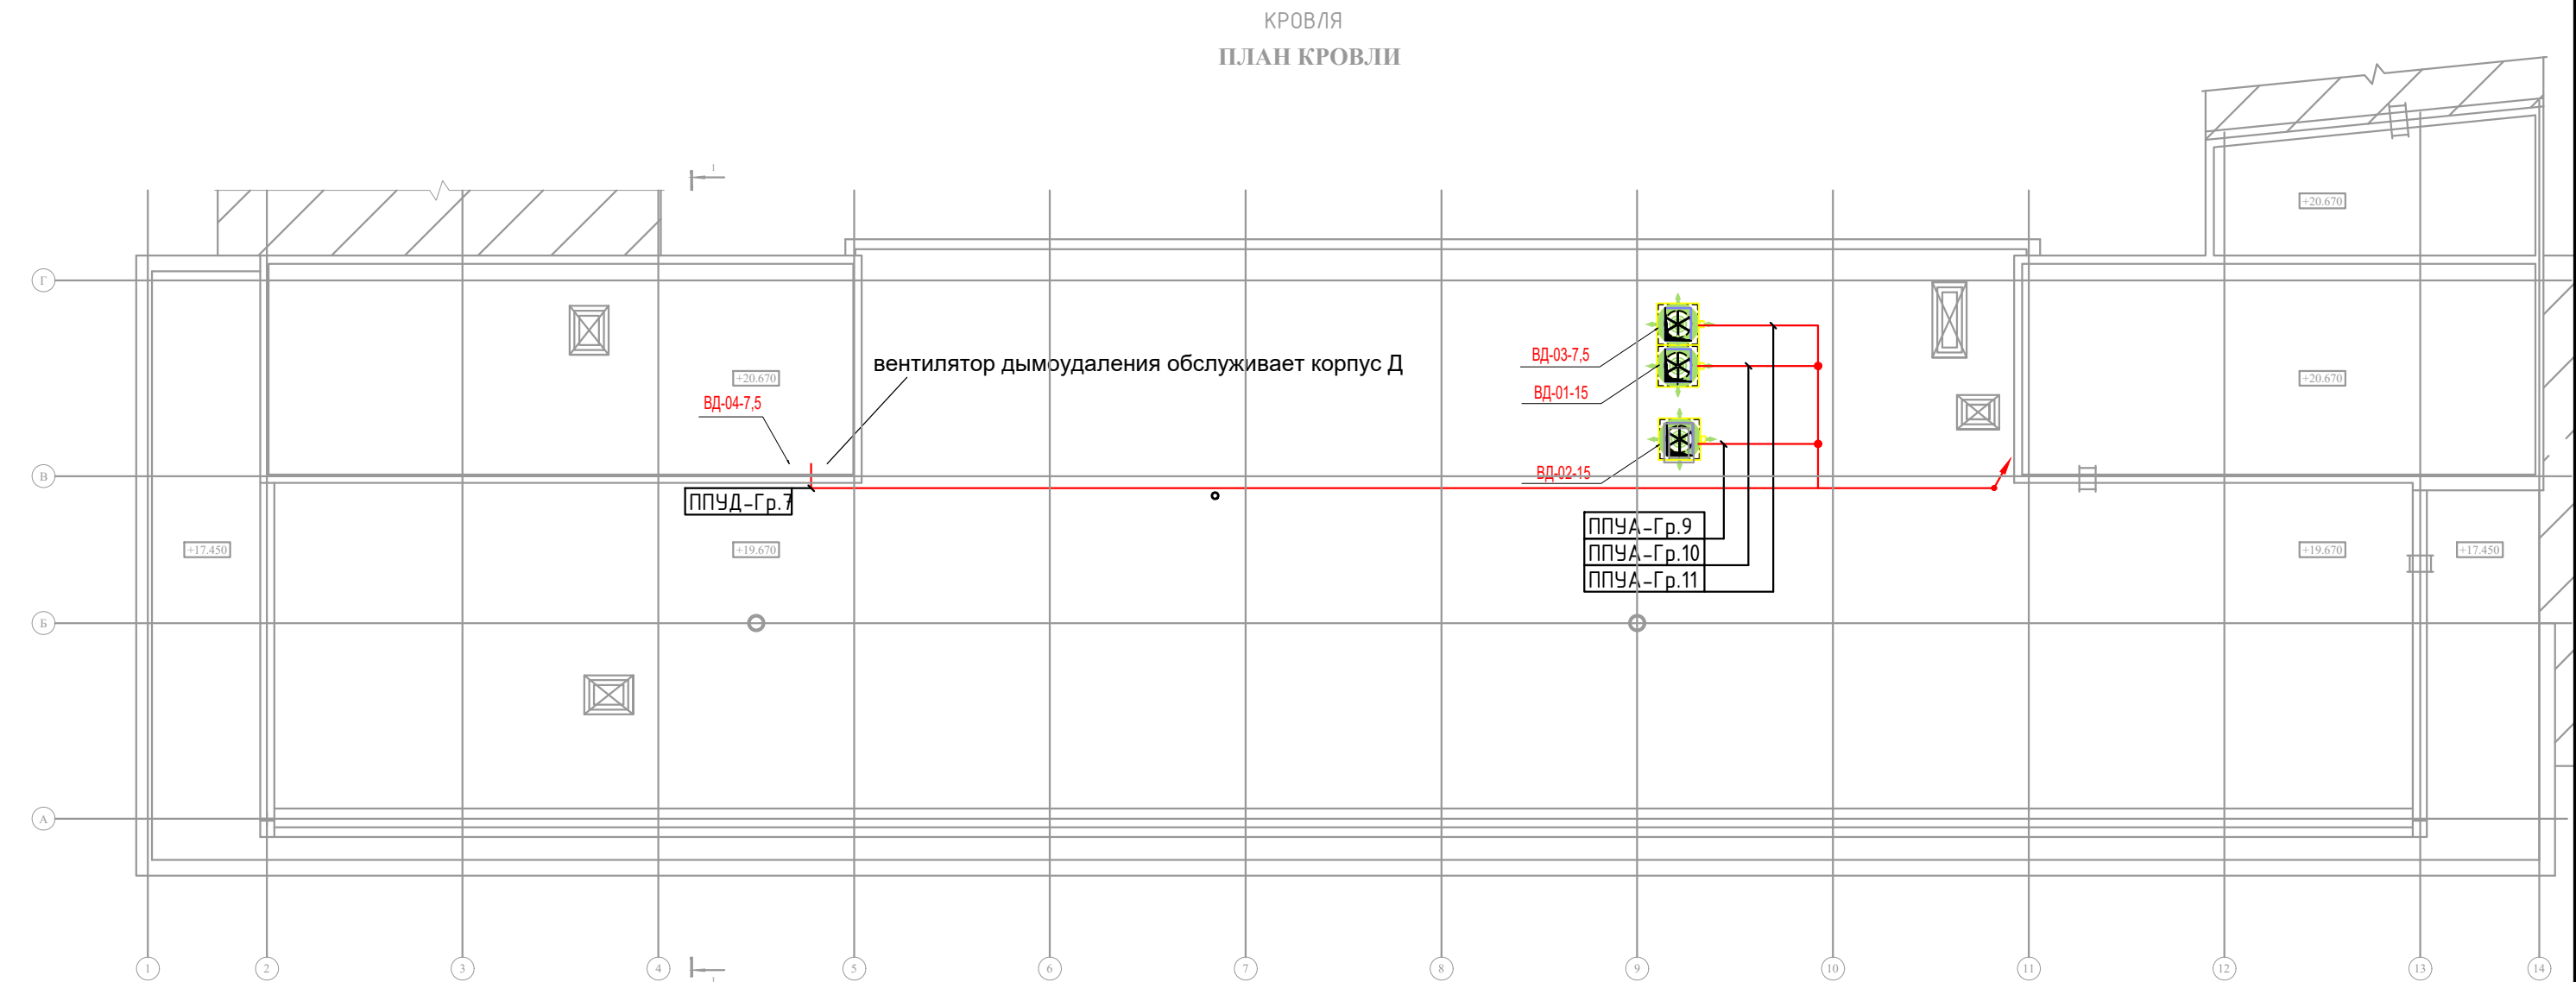 КРОВЛЯ
ПЛАН КРОВЛИ
1
+20.670
Г
вентилятор дымоудаления обслуживает корпус Д
ВД-03-7,5
+20.670
+20.670
ВД-04-7,5
ВД-01-15
В
ВД-02-15
ППУД-Гр.7
ППУА-Гр.9
+17.450
+19.670
ППУА-Гр.10
+19.670
+17.450
ППУА-Гр.11
Б
А
1 2 3 4 5 6 7 8 9 10 11 12 13 14
1